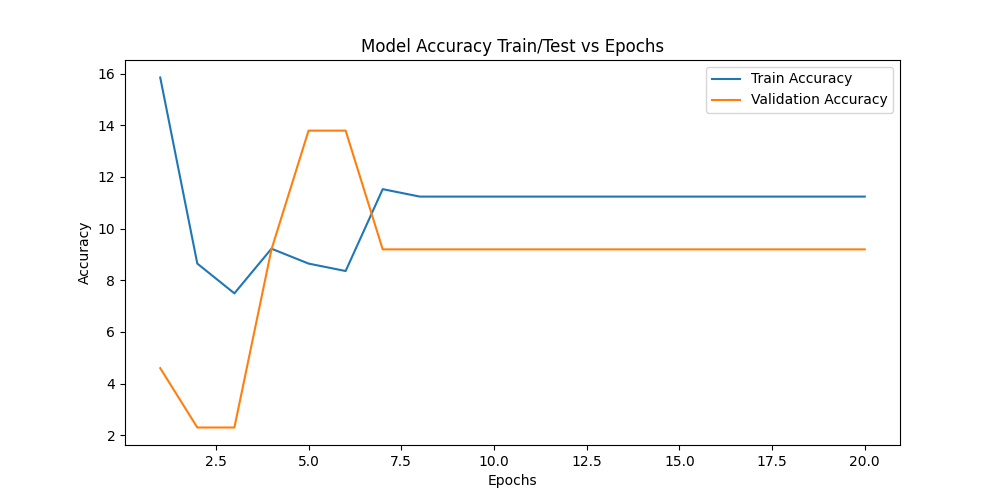 Model Accuracy Train/Test vs Epochs
Train Accuracy
Validation Accuracy
16
14
12
10
8
6
4
2
Accuracy
2.5 5.0 7.5 10.0 12.5 15.0 17.5 20.0
Epochs